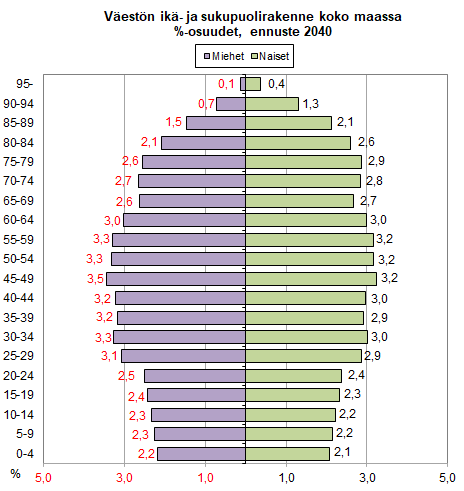 Väestön ikä- ja sukupuolirakenne koko maassa
%-osuudet, ennuste 2040
Miehet Naiset
95- 0,1 0,4
90-94 0,7 1,3
85-89 1,5 2,1
80-84 2,1 2,6
75-79 2,6 2,9
70-74 2,7 2,8
65-69 2,6 2,7
60-64 3,0 3,0
55-59 3,3 3,2
50-54 3,3 3,2
45-49 3,5 3,2
40-44 3,2 3,0
35-39 3,2 2,9
30-34 3,3 3,0
25-29 3,1 2,9
20-24 2,5 2,4
15-19 2,4 2,3
10-14 2,3 2,2
5-9 2,3 2,2
0-4 2,2 2,1
%
5,0 3,0 1,0 1,0 3,0 5,0